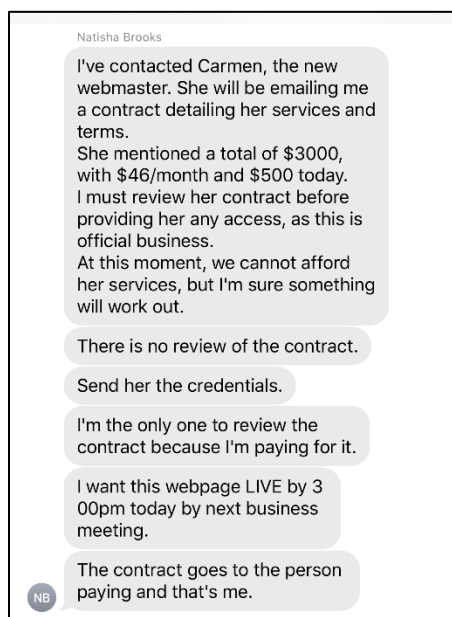 Natisha Brooks
I've contacted Carmen, the new
webmaster. She will be emailing me
a contract detailing her services and
terms.
She mentioned a total of $3000,
with $46/month and $500 today.
I must review her contract before
providing her any access, as this is
official business.
At this moment, we cannot afford
her services, but I'm sure something
will work out.
There is no review of the contract.
Send her the credentials.
I'm the only one to review the
contract because I'm paying for it.
I want this webpage LIVE by 3
00pm today by next business
meeting.
The contract goes to the person
paying and that's me.
NB